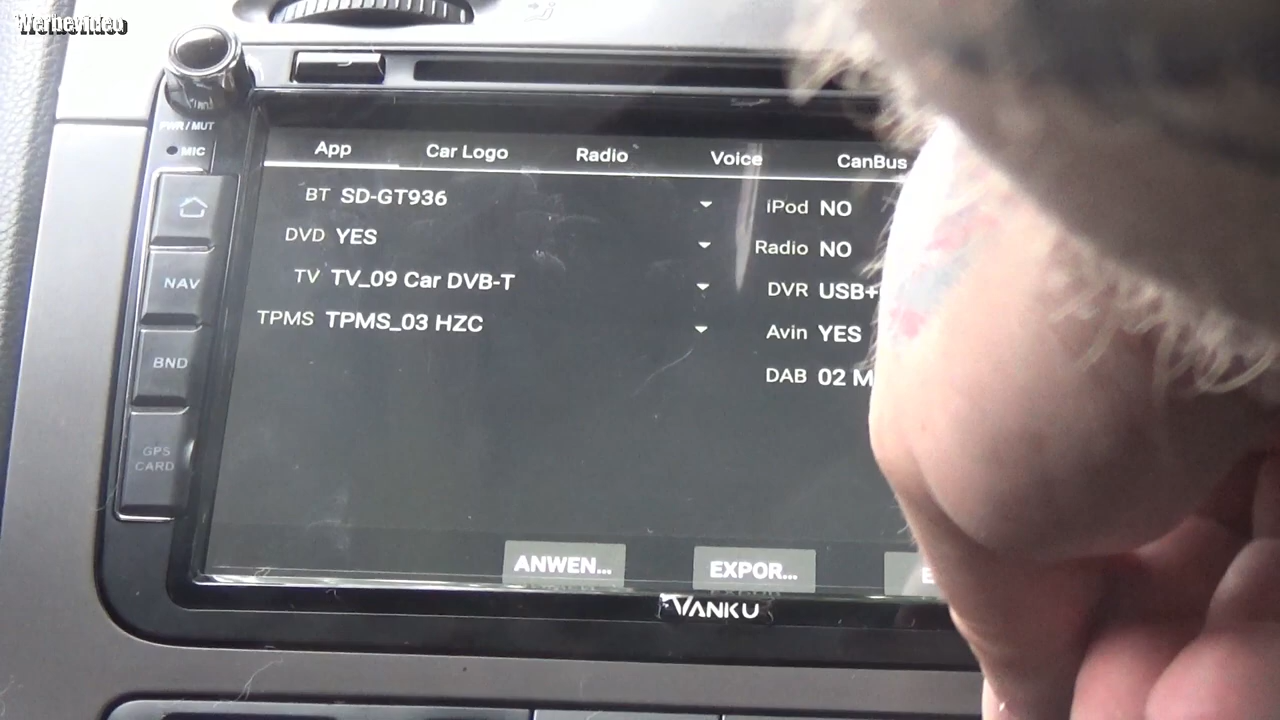 Werbevideo
PWR/MUT
MIC
NAV
BND
GPS
CARD
App Car Logo Radio Voice CanBus
BT SD-GT936
DVD YES
TV TV_09 Car DVB-T
TPMS TPMS_03 HZC
iPod NO
Radio NO
DVR USB+
Avin YES
DAB 02 M
ANWEN... EXPOR... E
VANKU